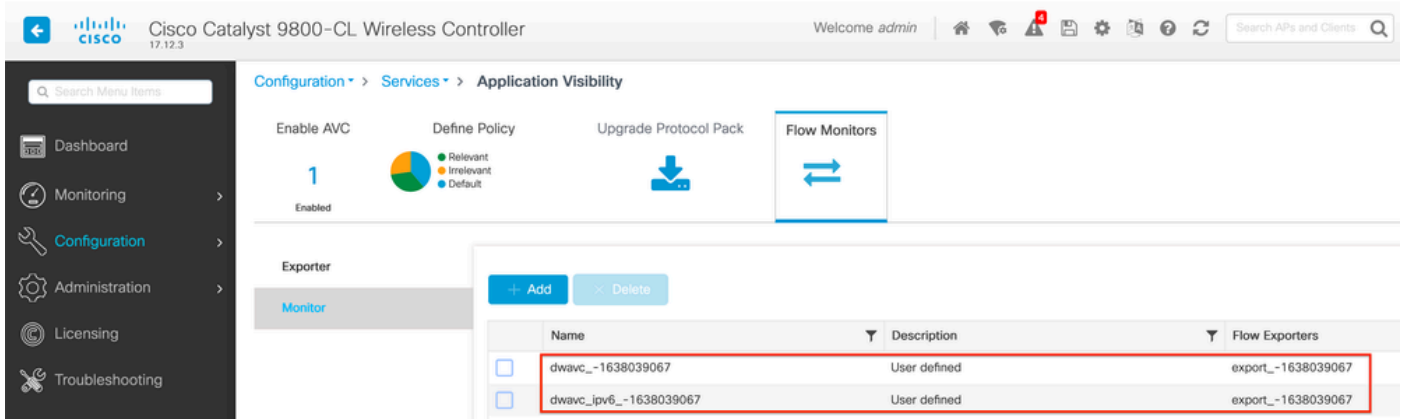 Cisco Catalyst 9800-CL Wireless Controller
Welcome admin
4
Search APs and Clients
CISCO
17.12.3
Search Menu Items
Dashboard
Monitoring
Configuration
Administration
Licensing
Troubleshooting
Configuration > Services > Application Visibility
Enable AVC
1
Enabled
Define Policy
Relevant
Irrelevant
Default
Upgrade Protocol Pack
Flow Monitors
Exporter
Monitor
+ Add
× Delete
Name Description Flow Exporters
dwavc_-1638039067 User defined export_-1638039067
dwavc_ipv6_-1638039067 User defined export_-1638039067